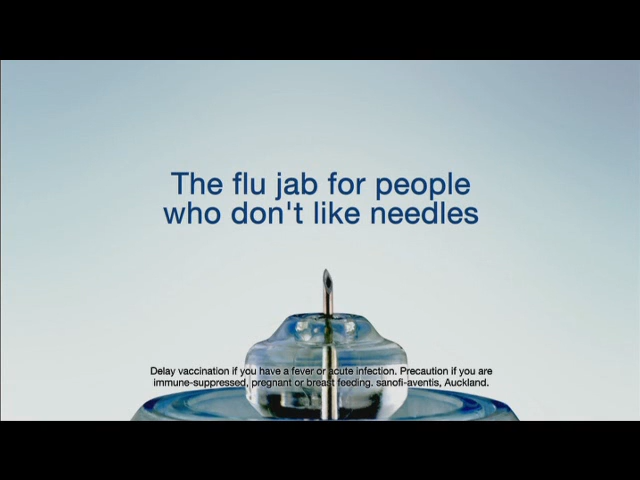 The flu jab for people
who don't like needles
Delay vaccination if you have a fever or acute infection. Precaution if you are
immune-suppressed, pregnant or breast feeding. sanofi-aventis, Auckland.